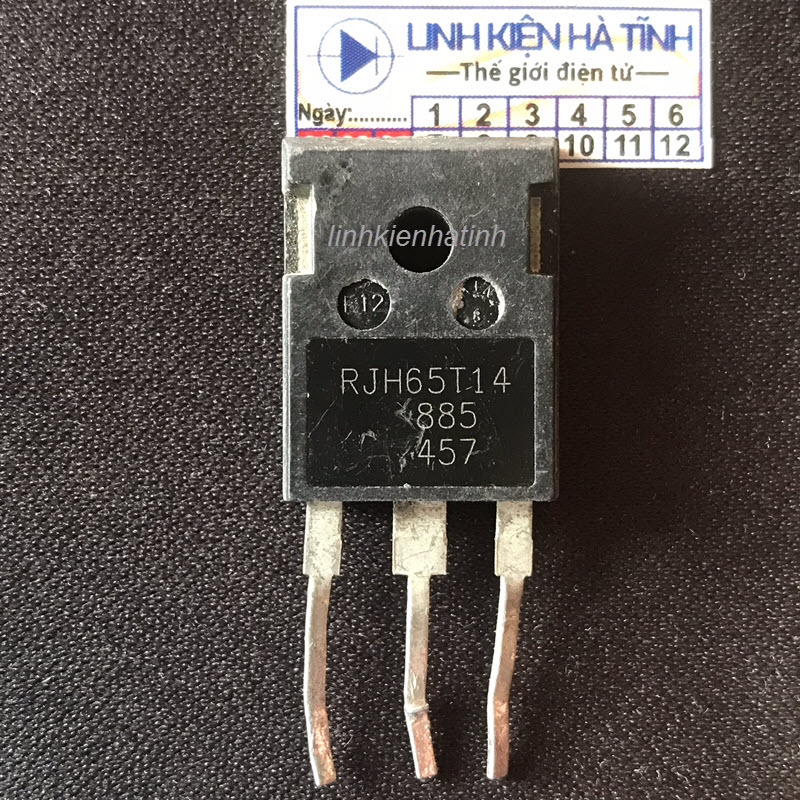 LINH KIỆN HÀ TĨNH
—Thế giới điện tử—
Ngày:........... 1 2 3 4 5 6
10 11 12
linhkienhatinh
RJH65T14
885
457